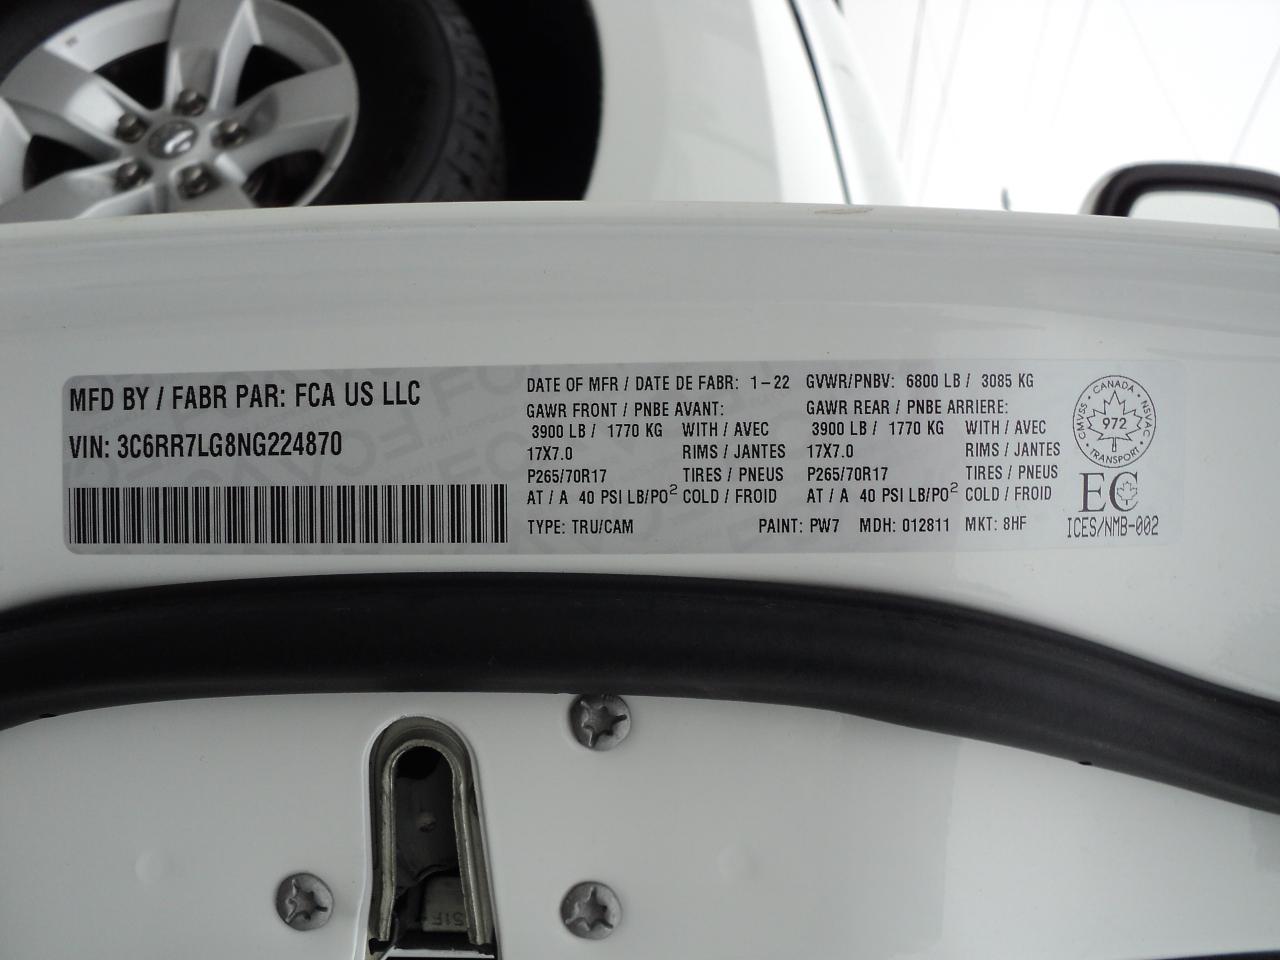 MFD BY / FABR PAR: FCA US LLC
VIN: 3C6RR7LG8NG224870
DATE OF MFR / DATE DE FABR: 1-22 GVWR/PNBV: 6800 LB / 3085 KG
GAWR FRONT / PNBE AVANT: GAWR REAR / PNBE ARRIERE:
3900 LB / 1770 KG WITH / AVEC 3900 LB / 1770 KG WITH / AVEC
17X7.0 RIMS / JANTES 17X7.0 RIMS / JANTES
P265/70R17 TIRES / PNEUS P265/70R17 TIRES / PNEUS
AT / A 40 PSI LB/PO² COLD / FROID AT / A 40 PSI LB/PO² COLD / FROID
TYPE: TRU/CAM PAINT: PW7 MDH: 012811 MKT: 8HF
CANADA
CMVSS NSVAC
972
TRANSPORT
EC
ICES/NMB-002